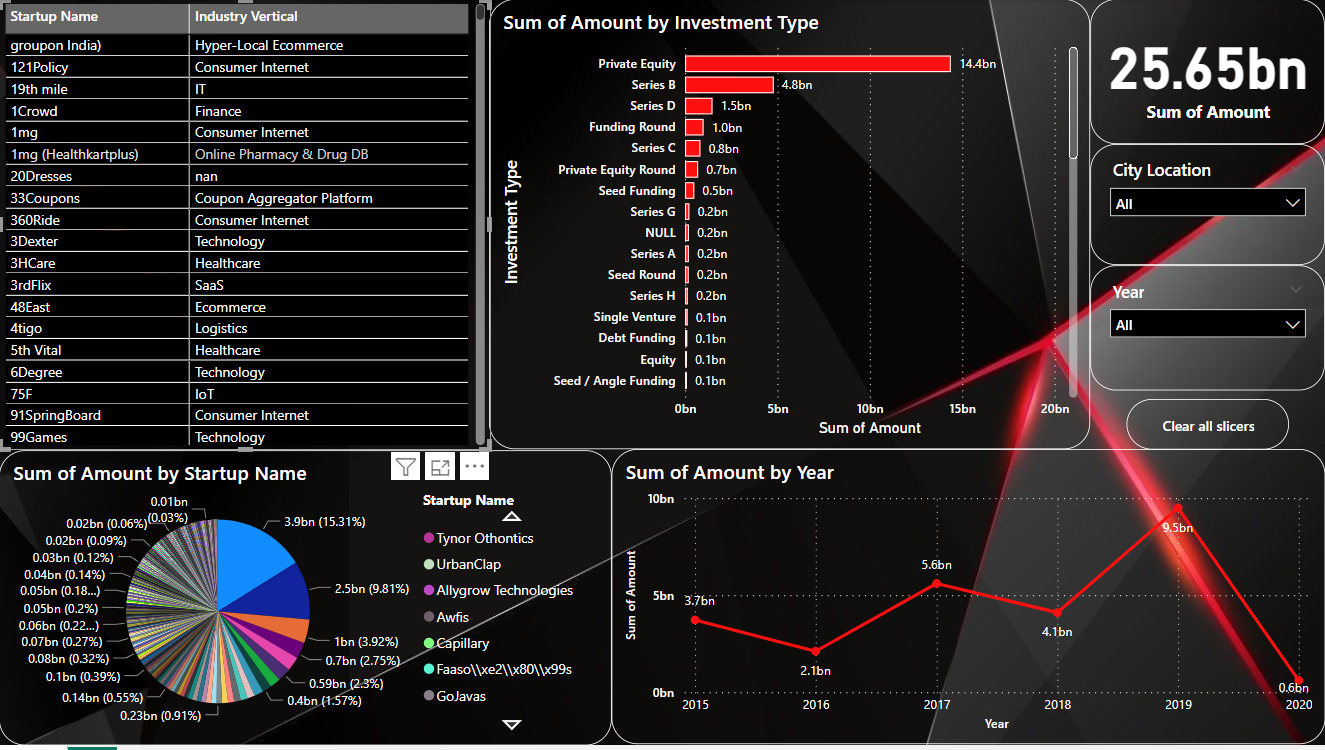 Startup Name Industry Vertical
groupon India) Hyper-Local Ecommerce
121Policy Consumer Internet
19th mile IT
1Crowd Finance
1mg Consumer Internet
1mg (Healthkartplus) Online Pharmacy & Drug DB
20Dresses nan
33Coupons Coupon Aggregator Platform
360Ride Consumer Internet
3Dexter Technology
3HCare Healthcare
3rdFlix SaaS
48East Ecommerce
4tigo Logistics
5th Vital Healthcare
6Degree Technology
75F IoT
91SpringBoard Consumer Internet
99Games Technology
Sum of Amount by Investment Type
Investment Type
Private Equity 14.4bn
Series B 4.8bn
Series D 1.5bn
Funding Round 1.0bn
Series C 0.8bn
Private Equity Round 0.7bn
Seed Funding 0.5bn
Series G 0.2bn
NULL 0.2bn
Series A 0.2bn
Seed Round 0.2bn
Series H 0.2bn
Single Venture 0.1bn
Debt Funding 0.1bn
Equity 0.1bn
Seed / Angle Funding 0.1bn
0bn 5bn 10bn 15bn 20bn
Sum of Amount
25.65bn
Sum of Amount
City Location
All
Year
All
Clear all slicers
Sum of Amount by Startup Name
0.01bn
(0.03%)
0.02bn (0.06%)
0.02bn (0.09%)
0.03bn (0.12%)
0.04bn (0.14%)
0.05bn (0.18...)
0.05bn (0.2%)
0.06bn (0.22...)
0.07bn (0.27%)
0.08bn (0.32%)
0.1bn (0.39%)
0.14bn (0.55%)
0.23bn (0.91%)
3.9bn (15.31%)
2.5bn (9.81%)
1bn (3.92%)
0.7bn (2.75%)
0.59bn (2.3%)
0.4bn (1.57%)
Startup Name
Tynor Othontics
UrbanClap
Allygrow Technologies
Awfis
Capillary
Faaso\\xe2\\x80\\x99s
GoJavas
Sum of Amount by Year
Sum of Amount
10bn
5bn
0bn
3.7bn
2.1bn
5.6bn
4.1bn
9.5bn
0.6bn
2015 2016 2017 2018 2019 2020
Year